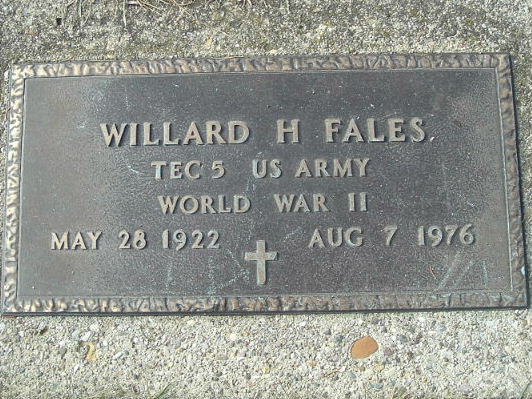 WILLARD H FALES
TEC 5 US ARMY
WORLD WAR II
MAY 28 1922 AUG 7 1976